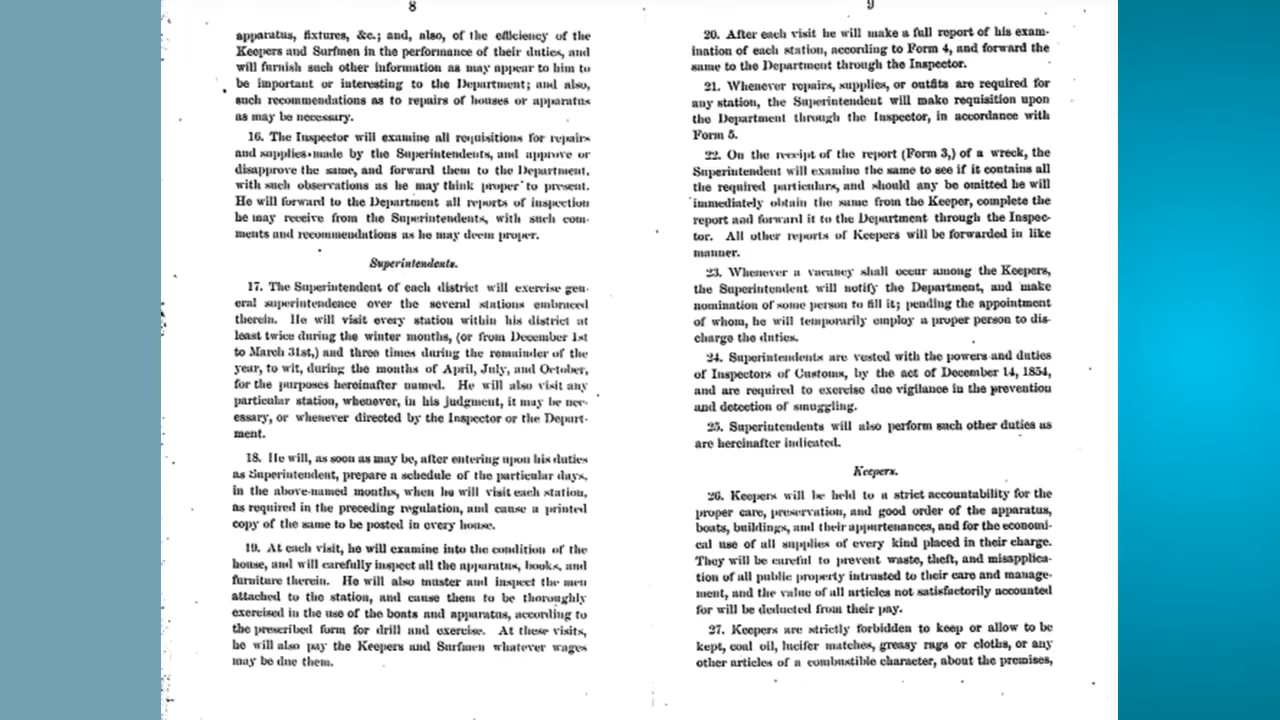 8
apparatus, fixtures, &c.; and, also, of the efficiency of the
Keepers and Surfmen in the performance of their duties, and
will furnish such other information as may appear to him to
be important or interesting to the Department; and also,
such recommendations as to repairs of houses or apparatus
as may be necessary.
16. The Inspector will examine all requisitions for repairs
and supplies made by the Superintendents, and approve or
disapprove the same, and forward them to the Department,
with such observations as he may think proper to present.
He will forward to the Department all reports of inspection
he may receive from the Superintendents, with such com-
ments and recommendations as he may deem proper.
Superintendents.
17. The Superintendent of each district will exercise gen-
eral superintendence over the several stations embraced
therein. He will visit every station within his district at
least twice during the winter months, (or from December 1st
to March 31st,) and three times during the remainder of the
year, to wit, during the months of April, July, and October,
for the purposes hereinafter named. He will also visit any
particular station, whenever, in his judgment, it may be nec-
essary, or whenever directed by the Inspector or the Depart-
ment.
18. He will, as soon as may be, after entering upon his duties
as Superintendent, prepare a schedule of the particular days,
in the above-named months, when he will visit each station,
as required in the preceding regulation, and cause a printed
copy of the same to be posted in every house.
19. At each visit, he will examine into the condition of the
house, and will carefully inspect all the apparatus, books, and
furniture therein. He will also muster and inspect the men
attached to the station, and cause them to be thoroughly
exercised in the use of the boats and apparatus, according to
the prescribed form for drill and exercise. At these visits,
he will also pay the Keepers and Surfmen whatever wages
may be due them.
9
20. After each visit he will make a full report of his exam-
ination of each station, according to Form 4, and forward the
same to the Department through the Inspector.
21. Whenever repairs, supplies, or outfits are required for
any station, the Superintendent will make requisition upon
the Department through the Inspector, in accordance with
Form 5.
22. On the receipt of the report (Form 3,) of a wreck, the
Superintendent will examine the same to see if it contains all
the required particulars, and should any be omitted he will
immediately obtain the same from the Keeper, complete the
report and forward it to the Department through the Inspec-
tor. All other reports of Keepers will be forwarded in like
manner.
23. Whenever a vacancy shall occur among the Keepers,
the Superintendent will notify the Department, and make
nomination of some person to fill it; pending the appointment
of whom, he will temporarily employ a proper person to dis-
charge the duties.
24. Superintendents are vested with the powers and duties
of Inspectors of Customs, by the act of December 14, 1854,
and are required to exercise due vigilance in the prevention
and detection of smuggling.
25. Superintendents will also perform such other duties as
are hereinafter indicated.
Keepers.
26. Keepers will be held to a strict accountability for the
proper care, preservation, and good order of the apparatus,
boats, buildings, and their appurtenances, and for the economi-
cal use of all supplies of every kind placed in their charge.
They will be careful to prevent waste, theft, and misapplica-
tion of all public property intrusted to their care and manage-
ment, and the value of all articles not satisfactorily accounted
for will be deducted from their pay.
27. Keepers are strictly forbidden to keep or allow to be
kept, coal oil, lucifer matches, greasy rags or cloths, or any
other articles of a combustible character, about the premises,